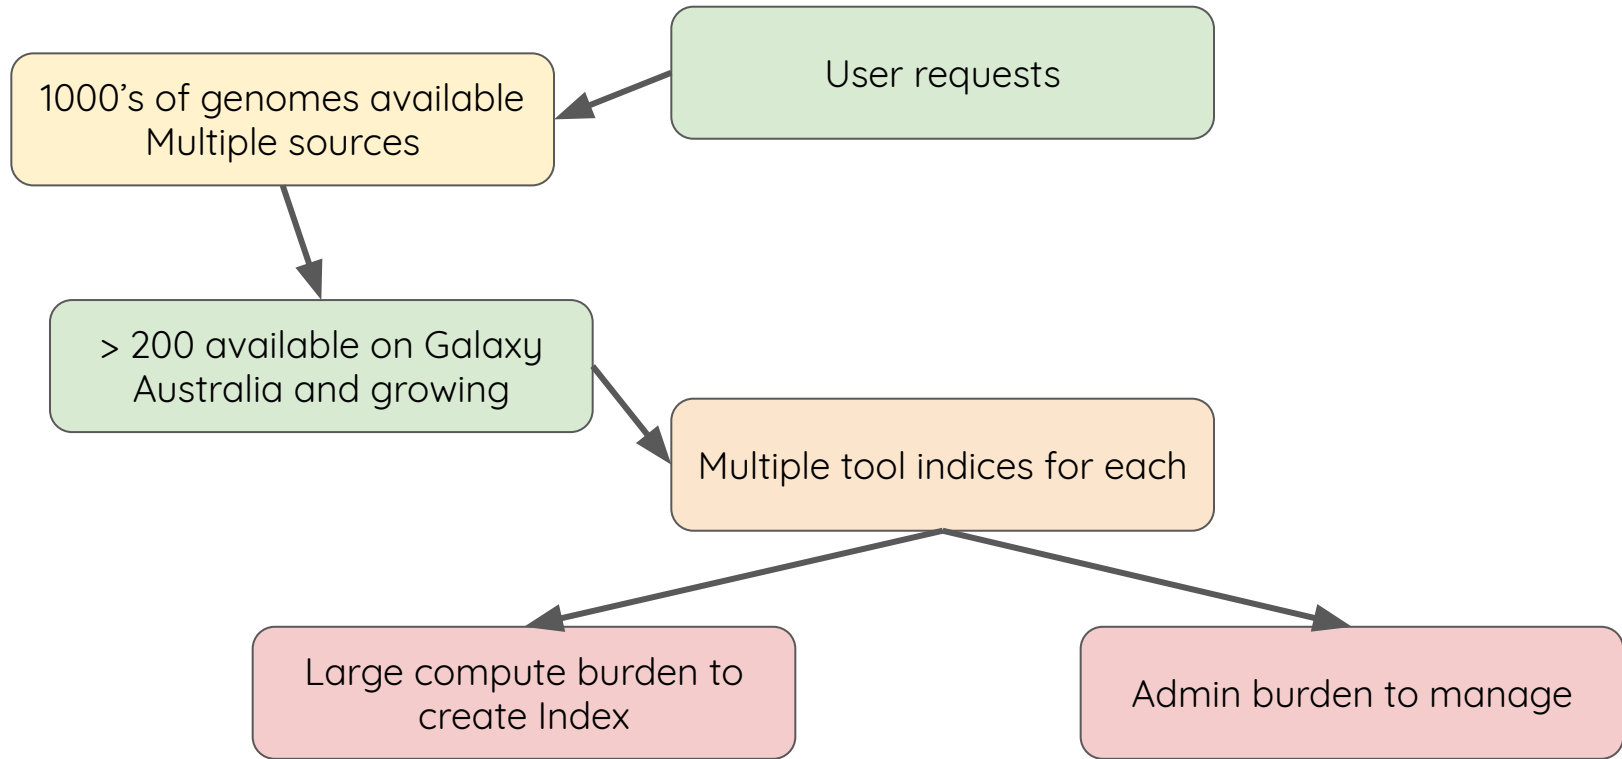 User requests
1000's of genomes available
Multiple sources
> 200 available on Galaxy
Australia and growing
Multiple tool indices for each
Large compute burden to
create Index
Admin burden to manage